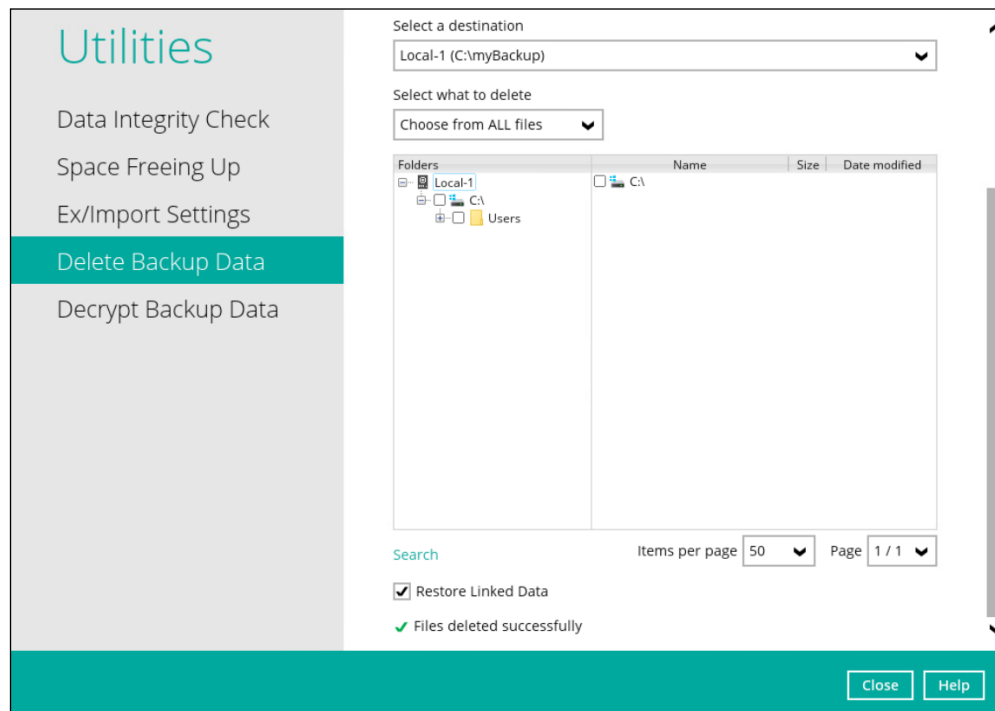 Utilities
Data Integrity Check
Space Freeing Up
Ex/Import Settings
Delete Backup Data
Decrypt Backup Data
Select a destination
Local-1 (C:\myBackup)
Select what to delete
Choose from ALL files
Folders Name Size Date modified
Local-1
C:\
Users
C:\
Search
Items per page 50 Page 1 / 1
Restore Linked Data
Files deleted successfully
Close Help